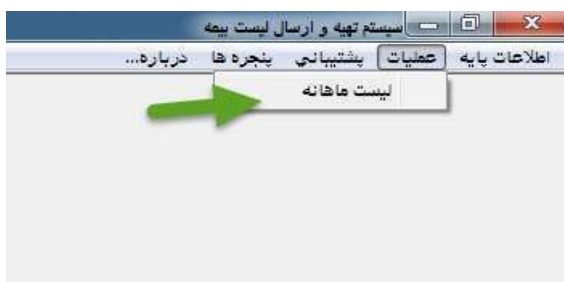 سیستم تهیه و ارسال لیست بیمه
اطلاعات پایه عملیات پشتیبانی پنجره ها درباره...
لیست ماهانه